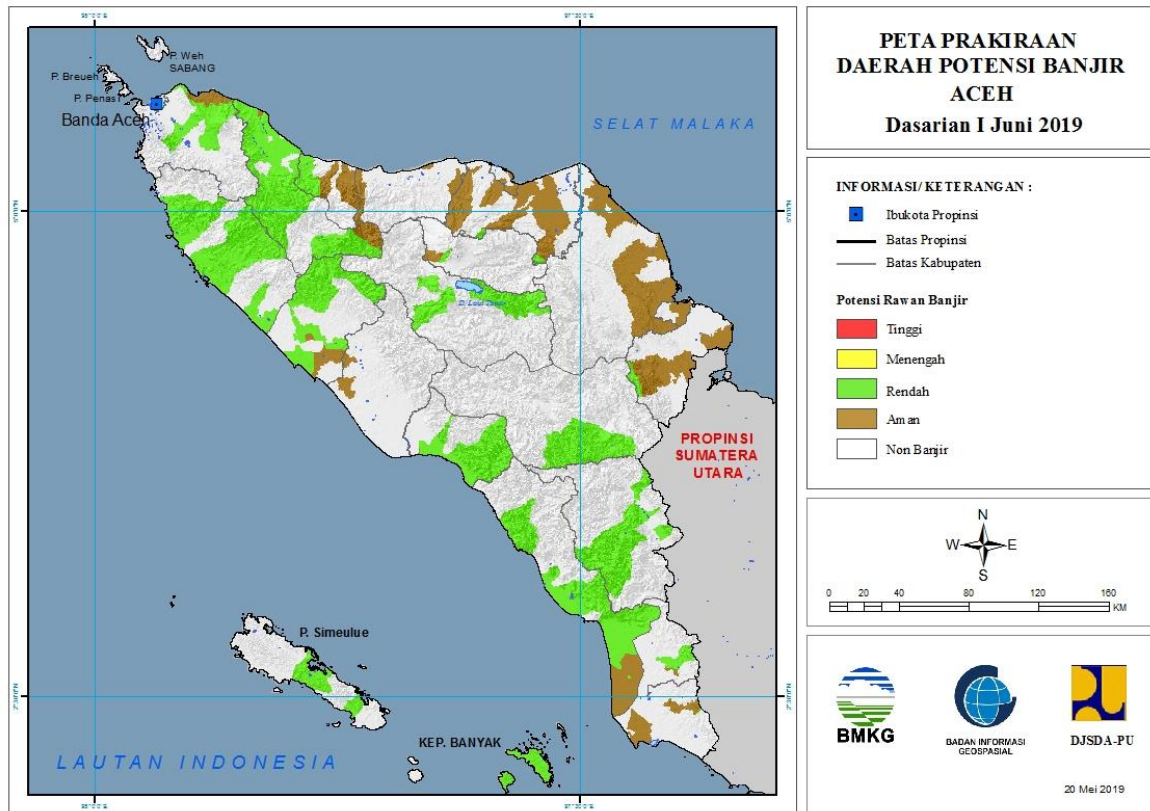 P. Weh
SABANG
P. Breueh
P. Penasi
Banda Aceh
SELAT MALAKA
PROPINSI
SUMATERA
UTARA
P. Simeulue
KEP. BANYAK
LAUTAN INDONESIA
PETA PRAKIRAAN
DAERAH POTENSI BANJIR
ACEH
Dasarian I Juni 2019
INFORMASI/ KETERANGAN :
Ibukota Propinsi
Batas Propinsi
Batas Kabupaten
Potensi Rawan Banjir
Tinggi
Menengah
Rendah
Aman
Non Banjir
N
W E
S
0 20 40 80 120 160
KM
BMKG
BADAN INFORMASI
GEOSPASIAL
DJSDA-PU
20 Mei 2019